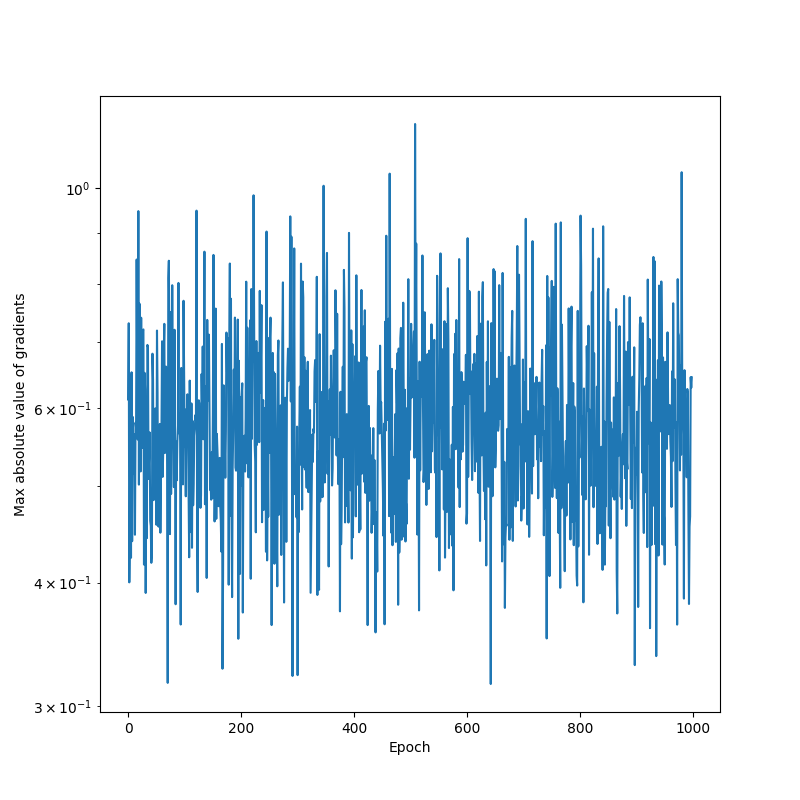 Max absolute value of gradients
10⁰
6 × 10⁻¹
4 × 10⁻¹
3 × 10⁻¹
0 200 400 600 800 1000
Epoch